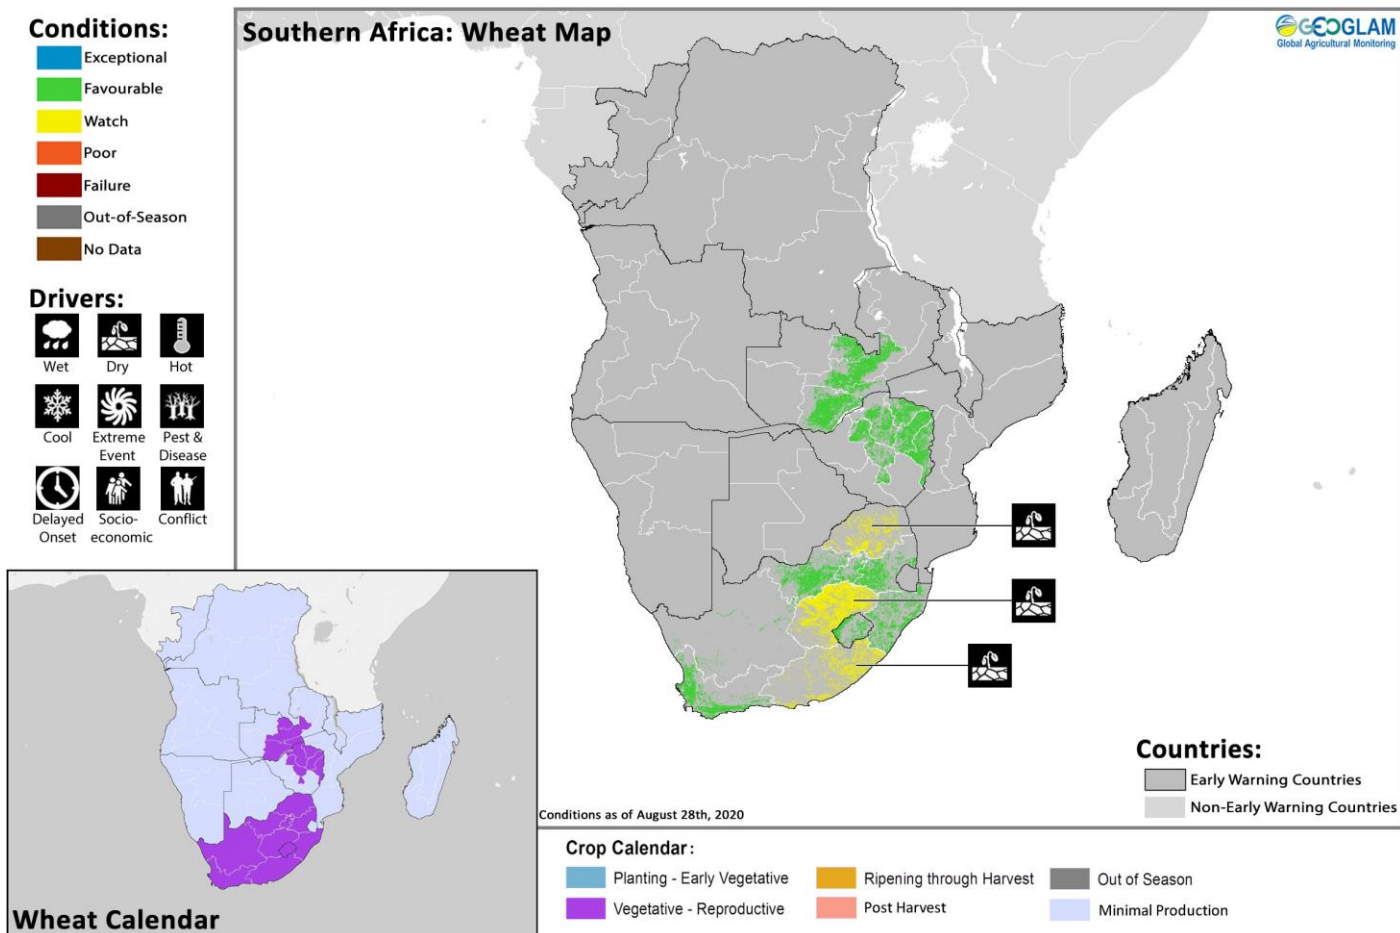 Conditions:
Exceptional
Favourable
Watch
Poor
Failure
Out-of-Season
No Data
Drivers:
Wet
Dry
Hot
Cool
Extreme
Event
Pest &
Disease
Delayed
Onset
Socio-
economic
Conflict
Southern Africa: Wheat Map
GEOGLAM
Global Agricultural Monitoring
Countries:
Early Warning Countries
Non-Early Warning Countries
Conditions as of August 28th, 2020
Wheat Calendar
Crop Calendar:
Planting - Early Vegetative
Ripening through Harvest
Out of Season
Vegetative - Reproductive
Post Harvest
Minimal Production